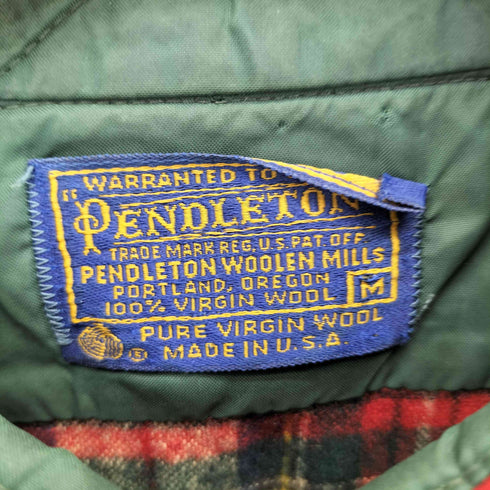 "WARRANTED TO
PENDLETON
TRADE MARK REG. U.S. PAT. OFF.
PENDLETON WOOLEN MILLS
PORTLAND, OREGON
100% VIRGIN WOOL M
PURE VIRGIN WOOL
MADE IN U.S.A.